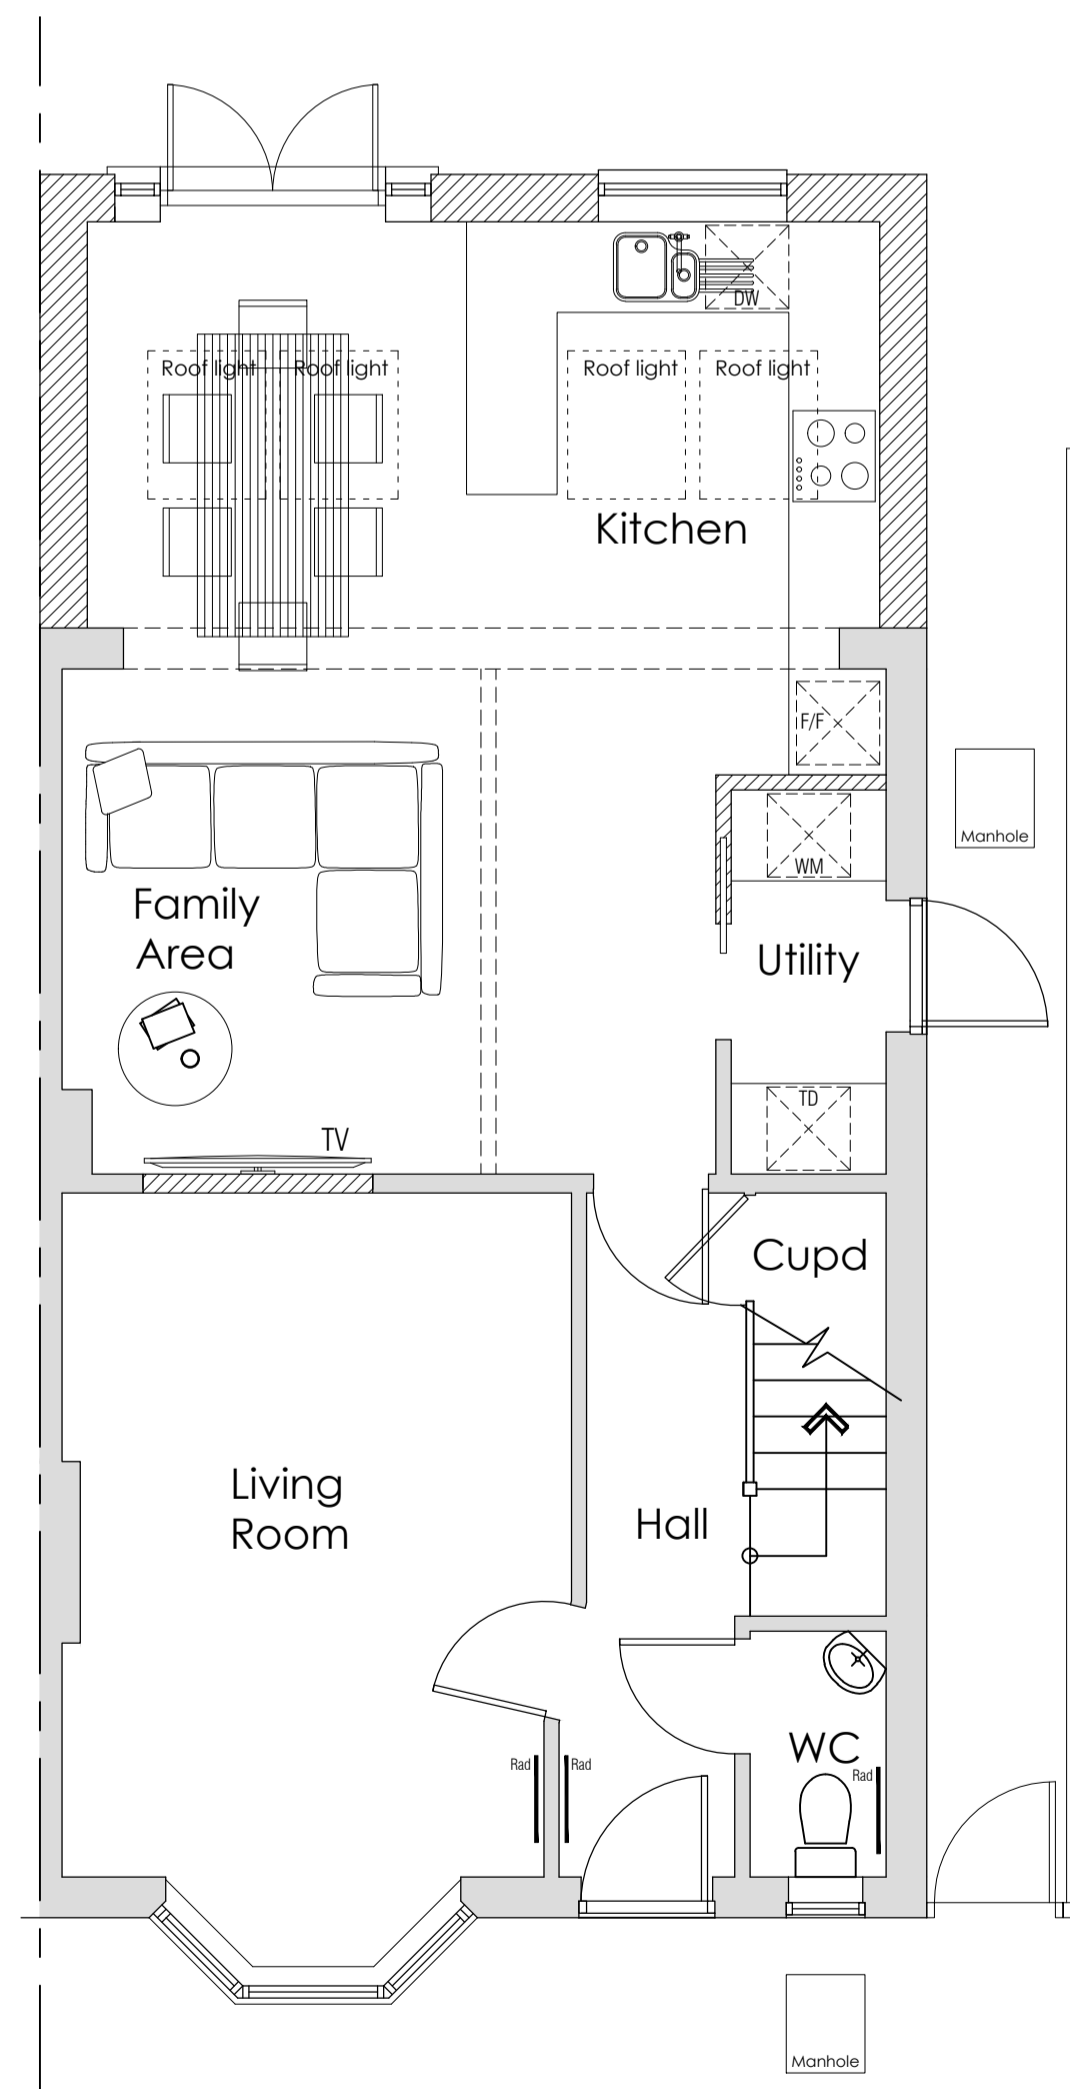 DW
Roof light
Roof light
Roof light
Roof light
Kitchen
F/F
Manhole
WM
Family
Area
Utility
TD
TV
Cupd
Living
Room
Hall
WC
Rad
Rad
Rad
Manhole